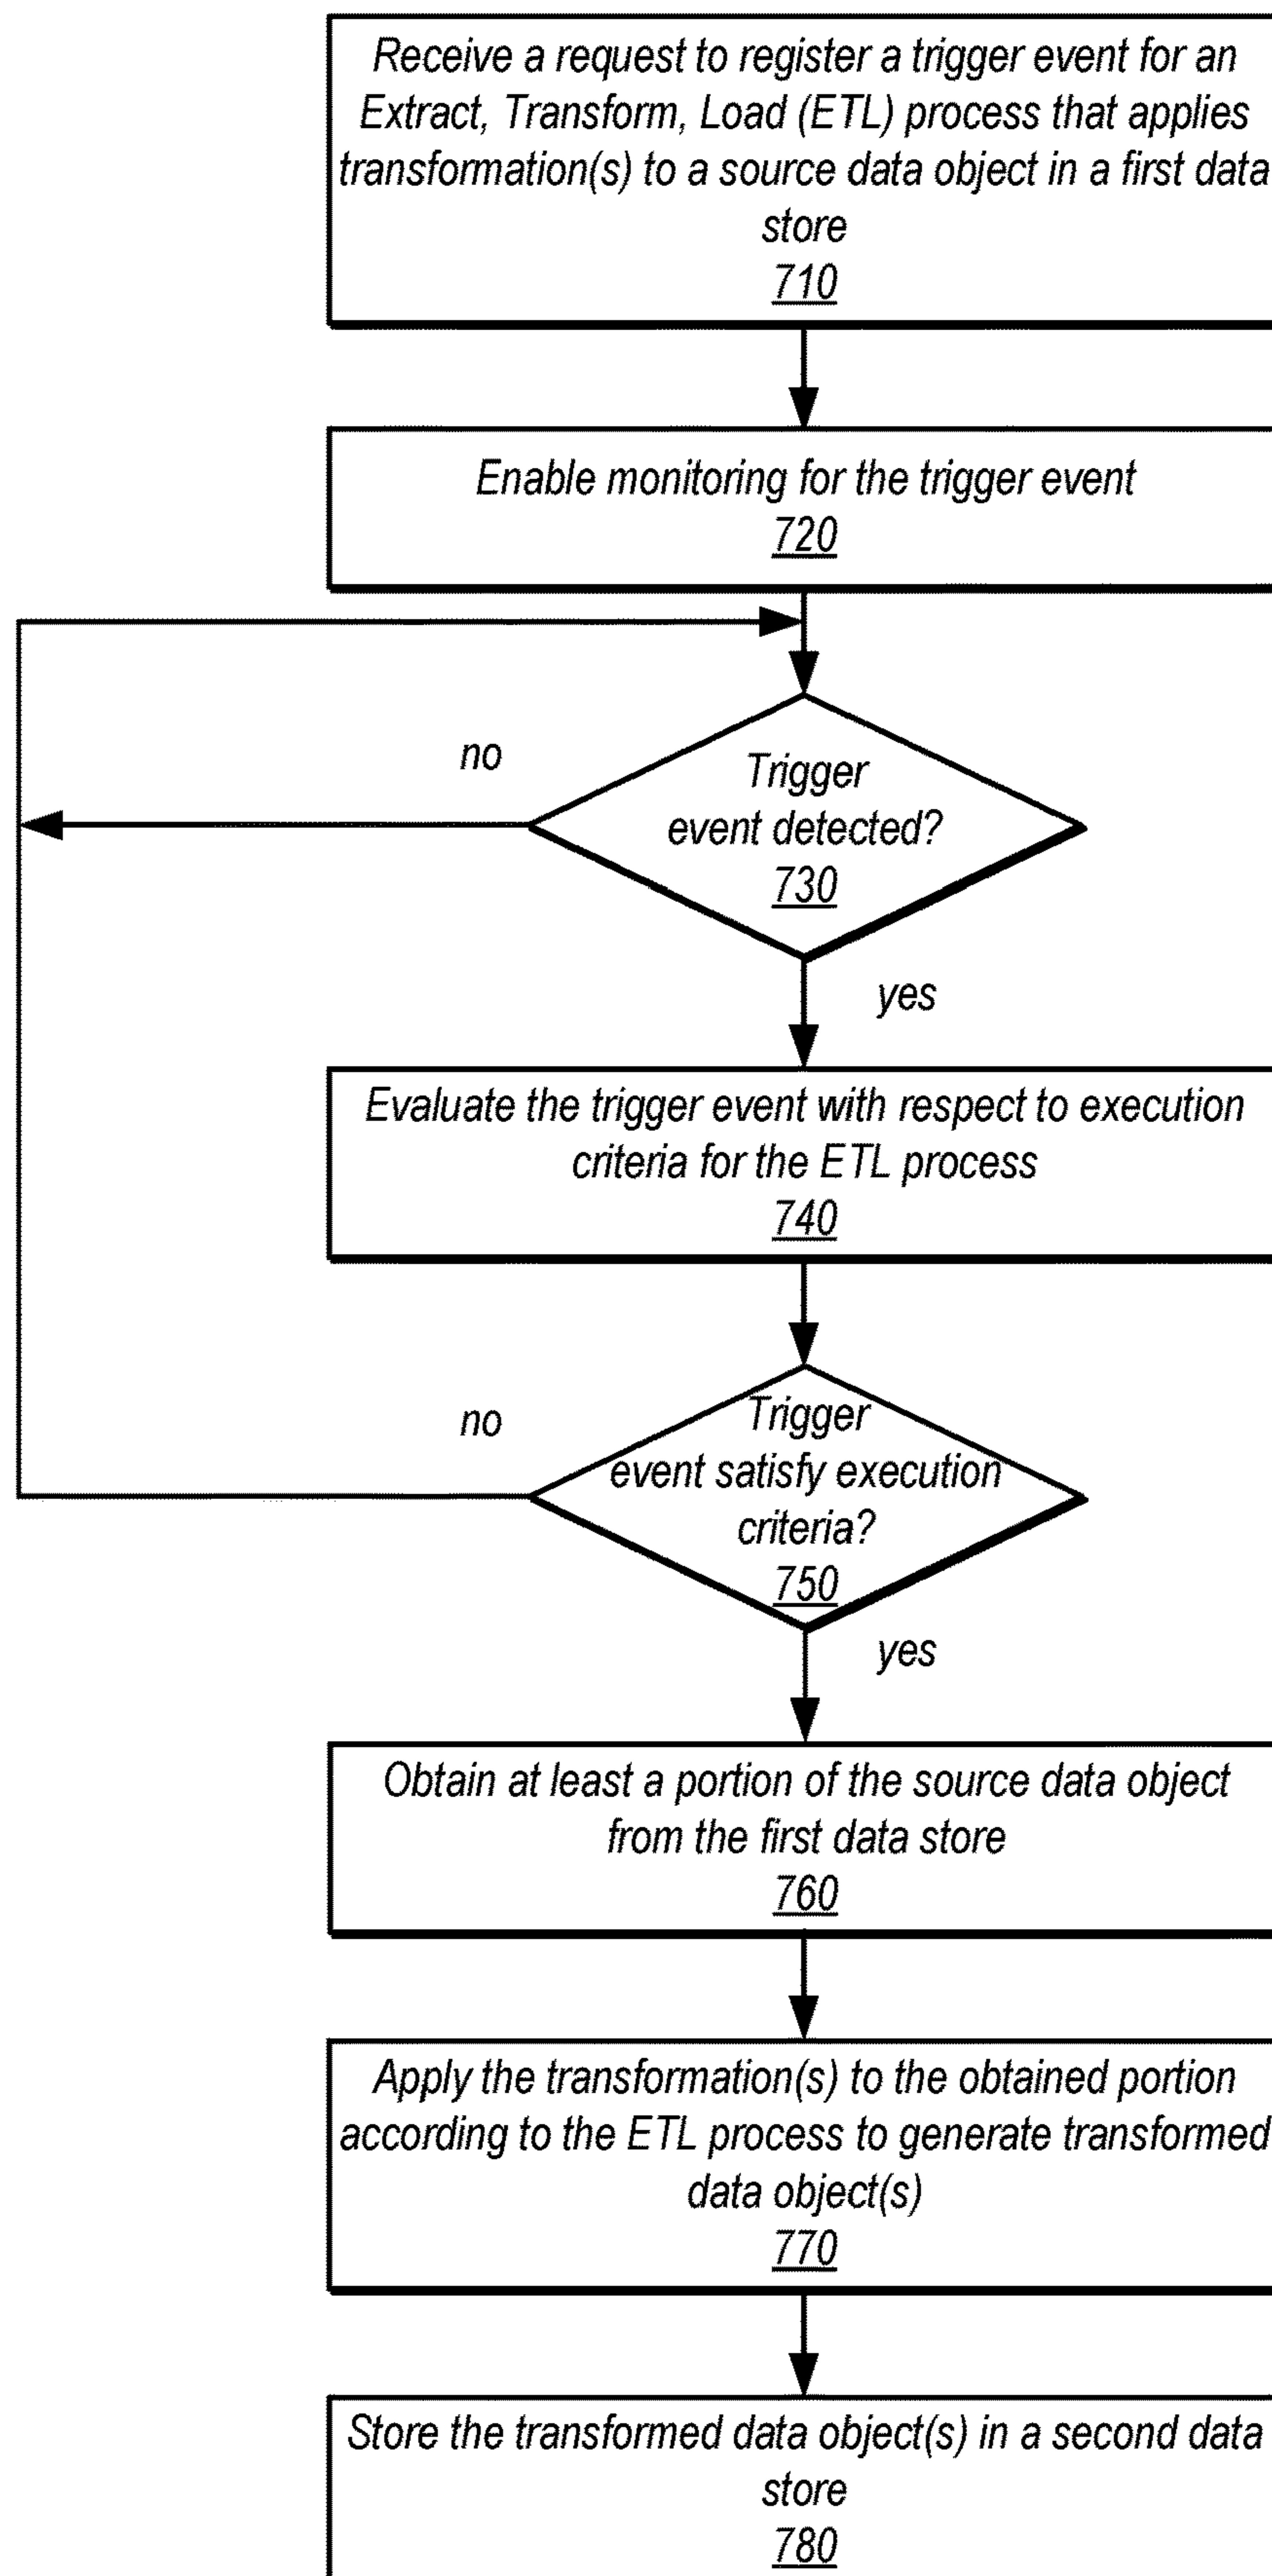 Receive a request to register a trigger event for an
Extract, Transform, Load (ETL) process that applies
transformation(s) to a source data object in a first data
store
710
Enable monitoring for the trigger event
720
no
Trigger
event detected?
730
yes
Evaluate the trigger event with respect to execution
criteria for the ETL process
740
no
Trigger
event satisfy execution
criteria?
750
yes
Obtain at least a portion of the source data object
from the first data store
760
Apply the transformation(s) to the obtained portion
according to the ETL process to generate transformed
data object(s)
770
Store the transformed data object(s) in a second data
store
780